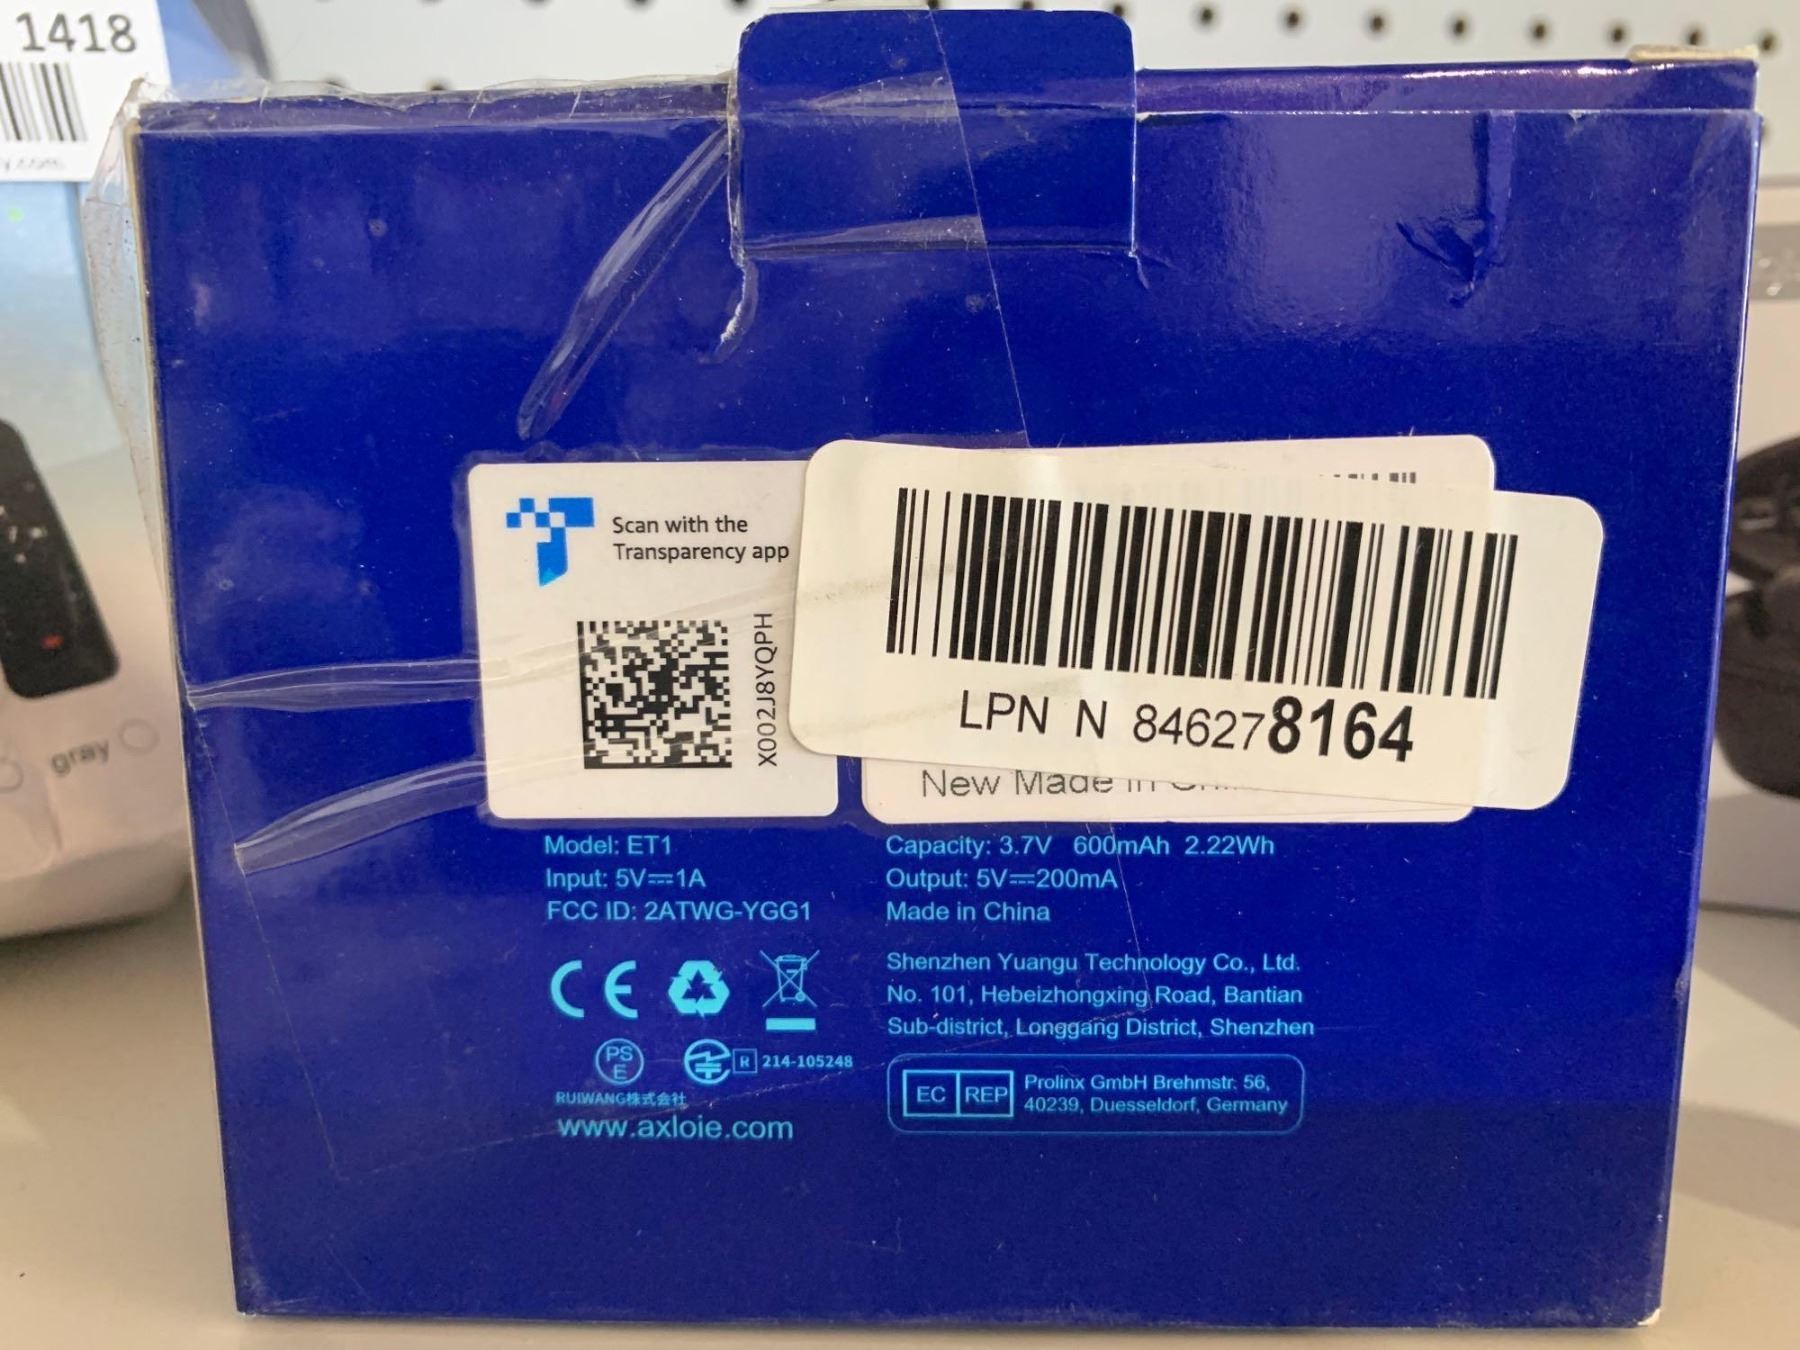 1418
y.com
gray
Scan with the
Transparency app
X002J8YQPH
LPN N 846278164
New Made in
Model: ET1
Input: 5V⎓1A
FCC ID: 2ATWG-YGG1
Capacity: 3.7V 600mAh 2.22Wh
Output: 5V⎓200mA
Made in China
Shenzhen Yuangu Technology Co., Ltd.
No. 101, Hebeizhongxing Road, Bantian
Sub-district, Longgang District, Shenzhen
CE
PS
E
R 214-105248
RUIWANG株式会社
www.axloie.com
EC REP
Prolinx GmbH Brehmstr. 56,
40239, Duesseldorf, Germany